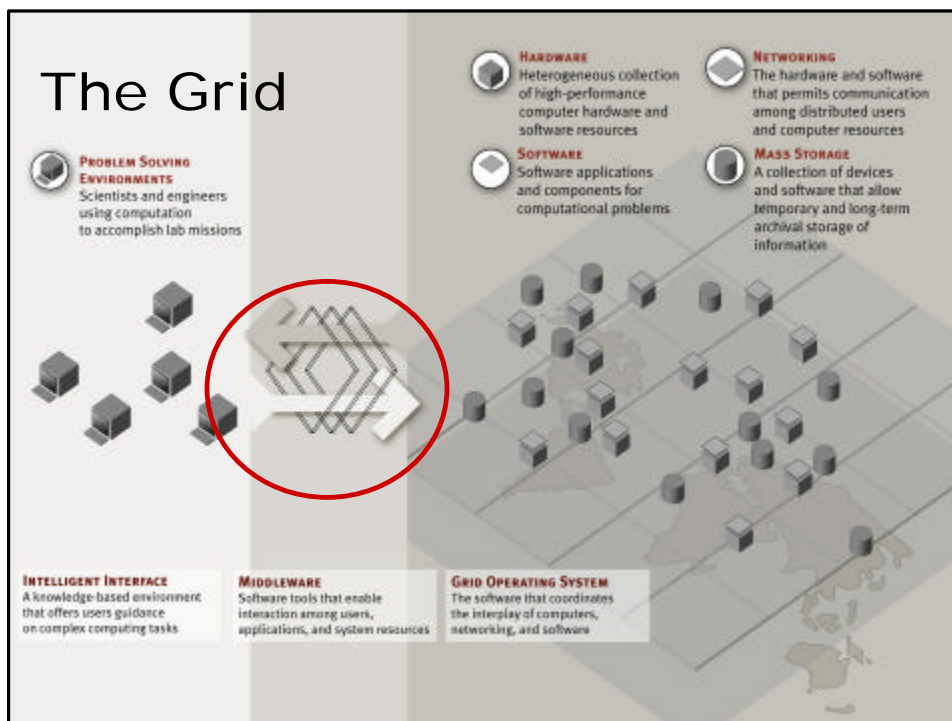 The Grid
PROBLEM SOLVING
ENVIRONMENTS
Scientists and engineers
using computation
to accomplish lab missions
HARDWARE
Heterogeneous collection
of high-performance
computer hardware and
software resources
SOFTWARE
Software applications
and components for
computational problems
NETWORKING
The hardware and software
that permits communication
among distributed users
and computer resources
MASS STORAGE
A collection of devices
and software that allow
temporary and long-term
archival storage of
information
INTELLIGENT INTERFACE
A knowledge-based environment
that offers users guidance
on complex computing tasks
MIDDLEWARE
Software tools that enable
interaction among users,
applications, and system resources
GRID OPERATING SYSTEM
The software that coordinates
the interplay of computers,
networking, and software